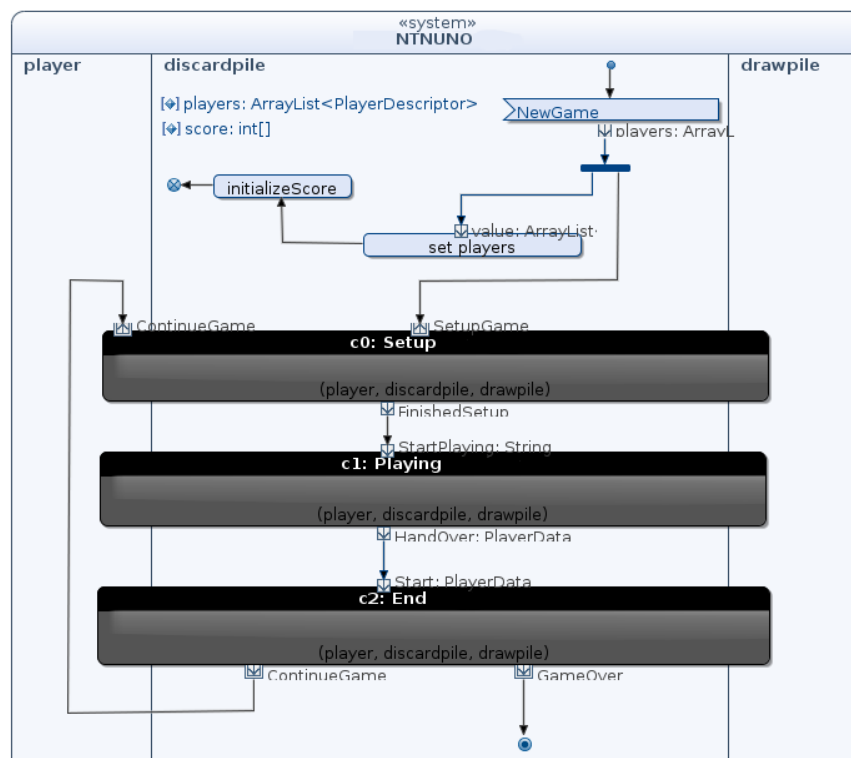 «system»
NTNUNO
player
discardpile
drawpile
players: ArrayList<PlayerDescriptor>
score: int[]
NewGame
players: ArrayL
initializeScore
value: ArrayList
set players
ContinueGame
SetupGame
c0: Setup
(player, discardpile, drawpile)
FinishedSetup
StartPlaying: String
c1: Playing
(player, discardpile, drawpile)
HandOver: PlayerData
Start: PlayerData
c2: End
(player, discardpile, drawpile)
ContinueGame
GameOver